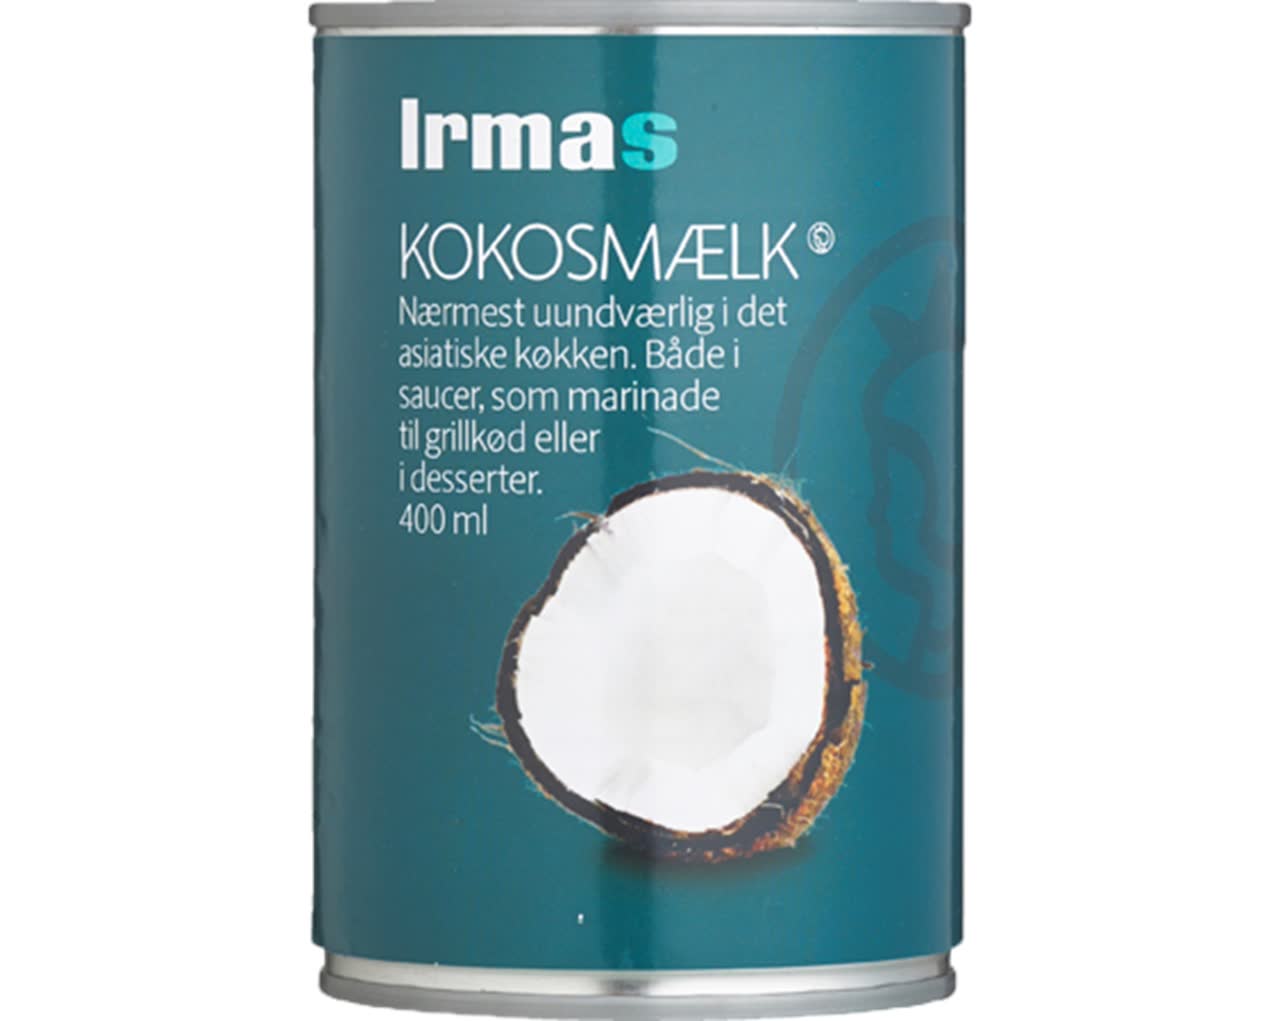 Irmas
KOKOSMÆLK
Nærmest uundværlig i det
asiatiske køkken. Både i
saucer, som marinade
til grillkød eller
i desserter.
400 ml